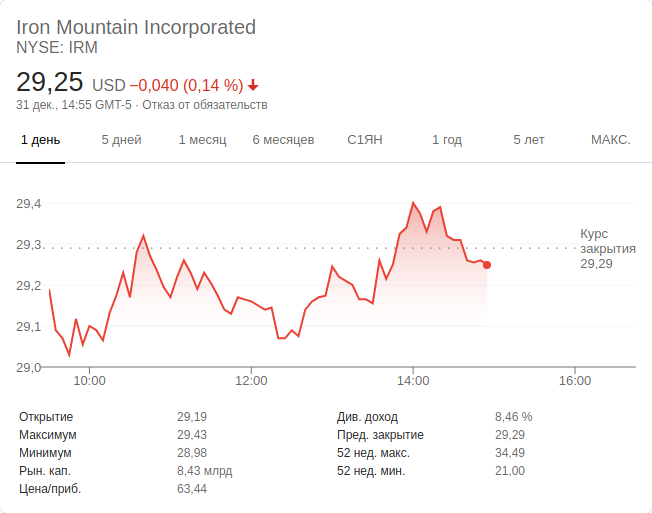 Iron Mountain Incorporated
NYSE: IRM
29,25 USD −0,040 (0,14 %)
31 дек., 14:55 GMT-5 · Отказ от обязательств
1 день 5 дней 1 месяц 6 месяцев С1ЯН 1 год 5 лет МАКС.
29,4
29,3
29,2
29,1
29,0
Курс
закрытия
29,29
10:00 12:00 14:00 16:00
Открытие 29,19 Див. доход 8,46 %
Максимум 29,43 Пред. закрытие 29,29
Минимум 28,98 52 нед. макс. 34,49
Рын. кап. 8,43 млрд 52 нед. мин. 21,00
Цена/приб. 63,44